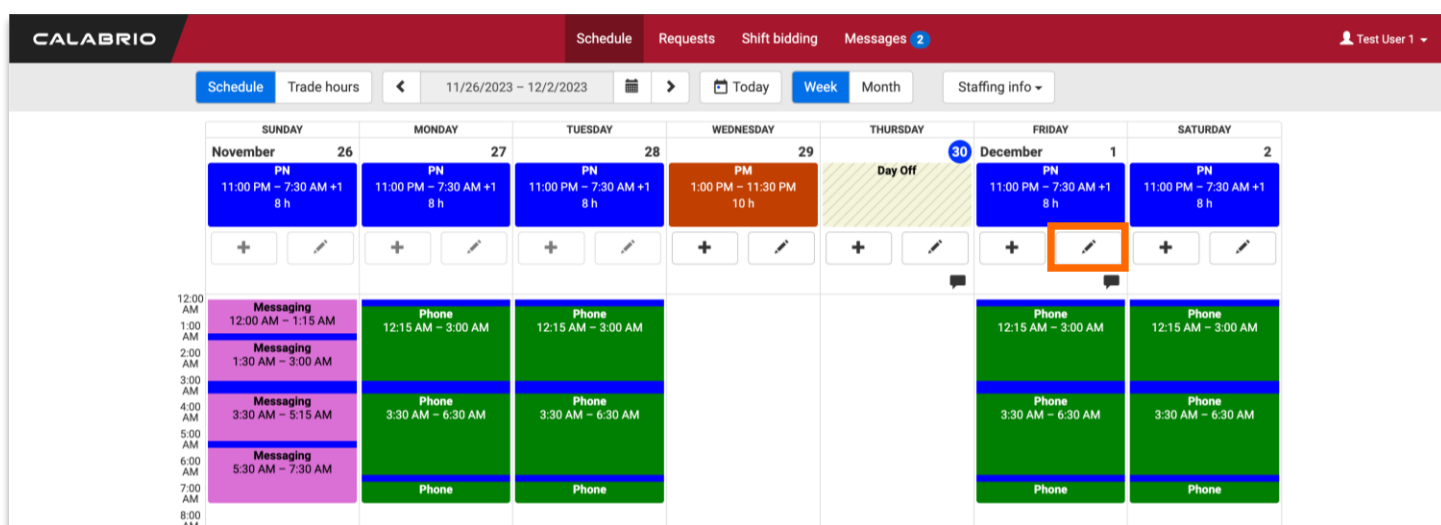 CALABRIO
Schedule Requests Shift bidding Messages 2
Test User 1
Schedule Trade hours 11/26/2023 – 12/2/2023 Today Week Month Staffing info
SUNDAY MONDAY TUESDAY WEDNESDAY THURSDAY FRIDAY SATURDAY
November 26 27 28 29 30 December 1 2
PN PN PN PM Day Off PN PN
11:00 PM – 7:30 AM +1 11:00 PM – 7:30 AM +1 11:00 PM – 7:30 AM +1 1:00 PM – 11:30 PM 11:00 PM – 7:30 AM +1 11:00 PM – 7:30 AM +1
8 h 8 h 8 h 10 h 8 h 8 h
12:00
AM
Messaging Phone Phone Phone Phone
12:00 AM – 1:15 AM 12:15 AM – 3:00 AM 12:15 AM – 3:00 AM 12:15 AM – 3:00 AM 12:15 AM – 3:00 AM
1:00
AM
Messaging
2:00
AM
1:30 AM – 3:00 AM
3:00
AM
Messaging Phone Phone Phone Phone
4:00
AM
3:30 AM – 5:15 AM 3:30 AM – 6:30 AM 3:30 AM – 6:30 AM 3:30 AM – 6:30 AM 3:30 AM – 6:30 AM
5:00
AM
Messaging
6:00
AM
5:30 AM – 7:30 AM
7:00
AM
Phone Phone Phone Phone
8:00
AM